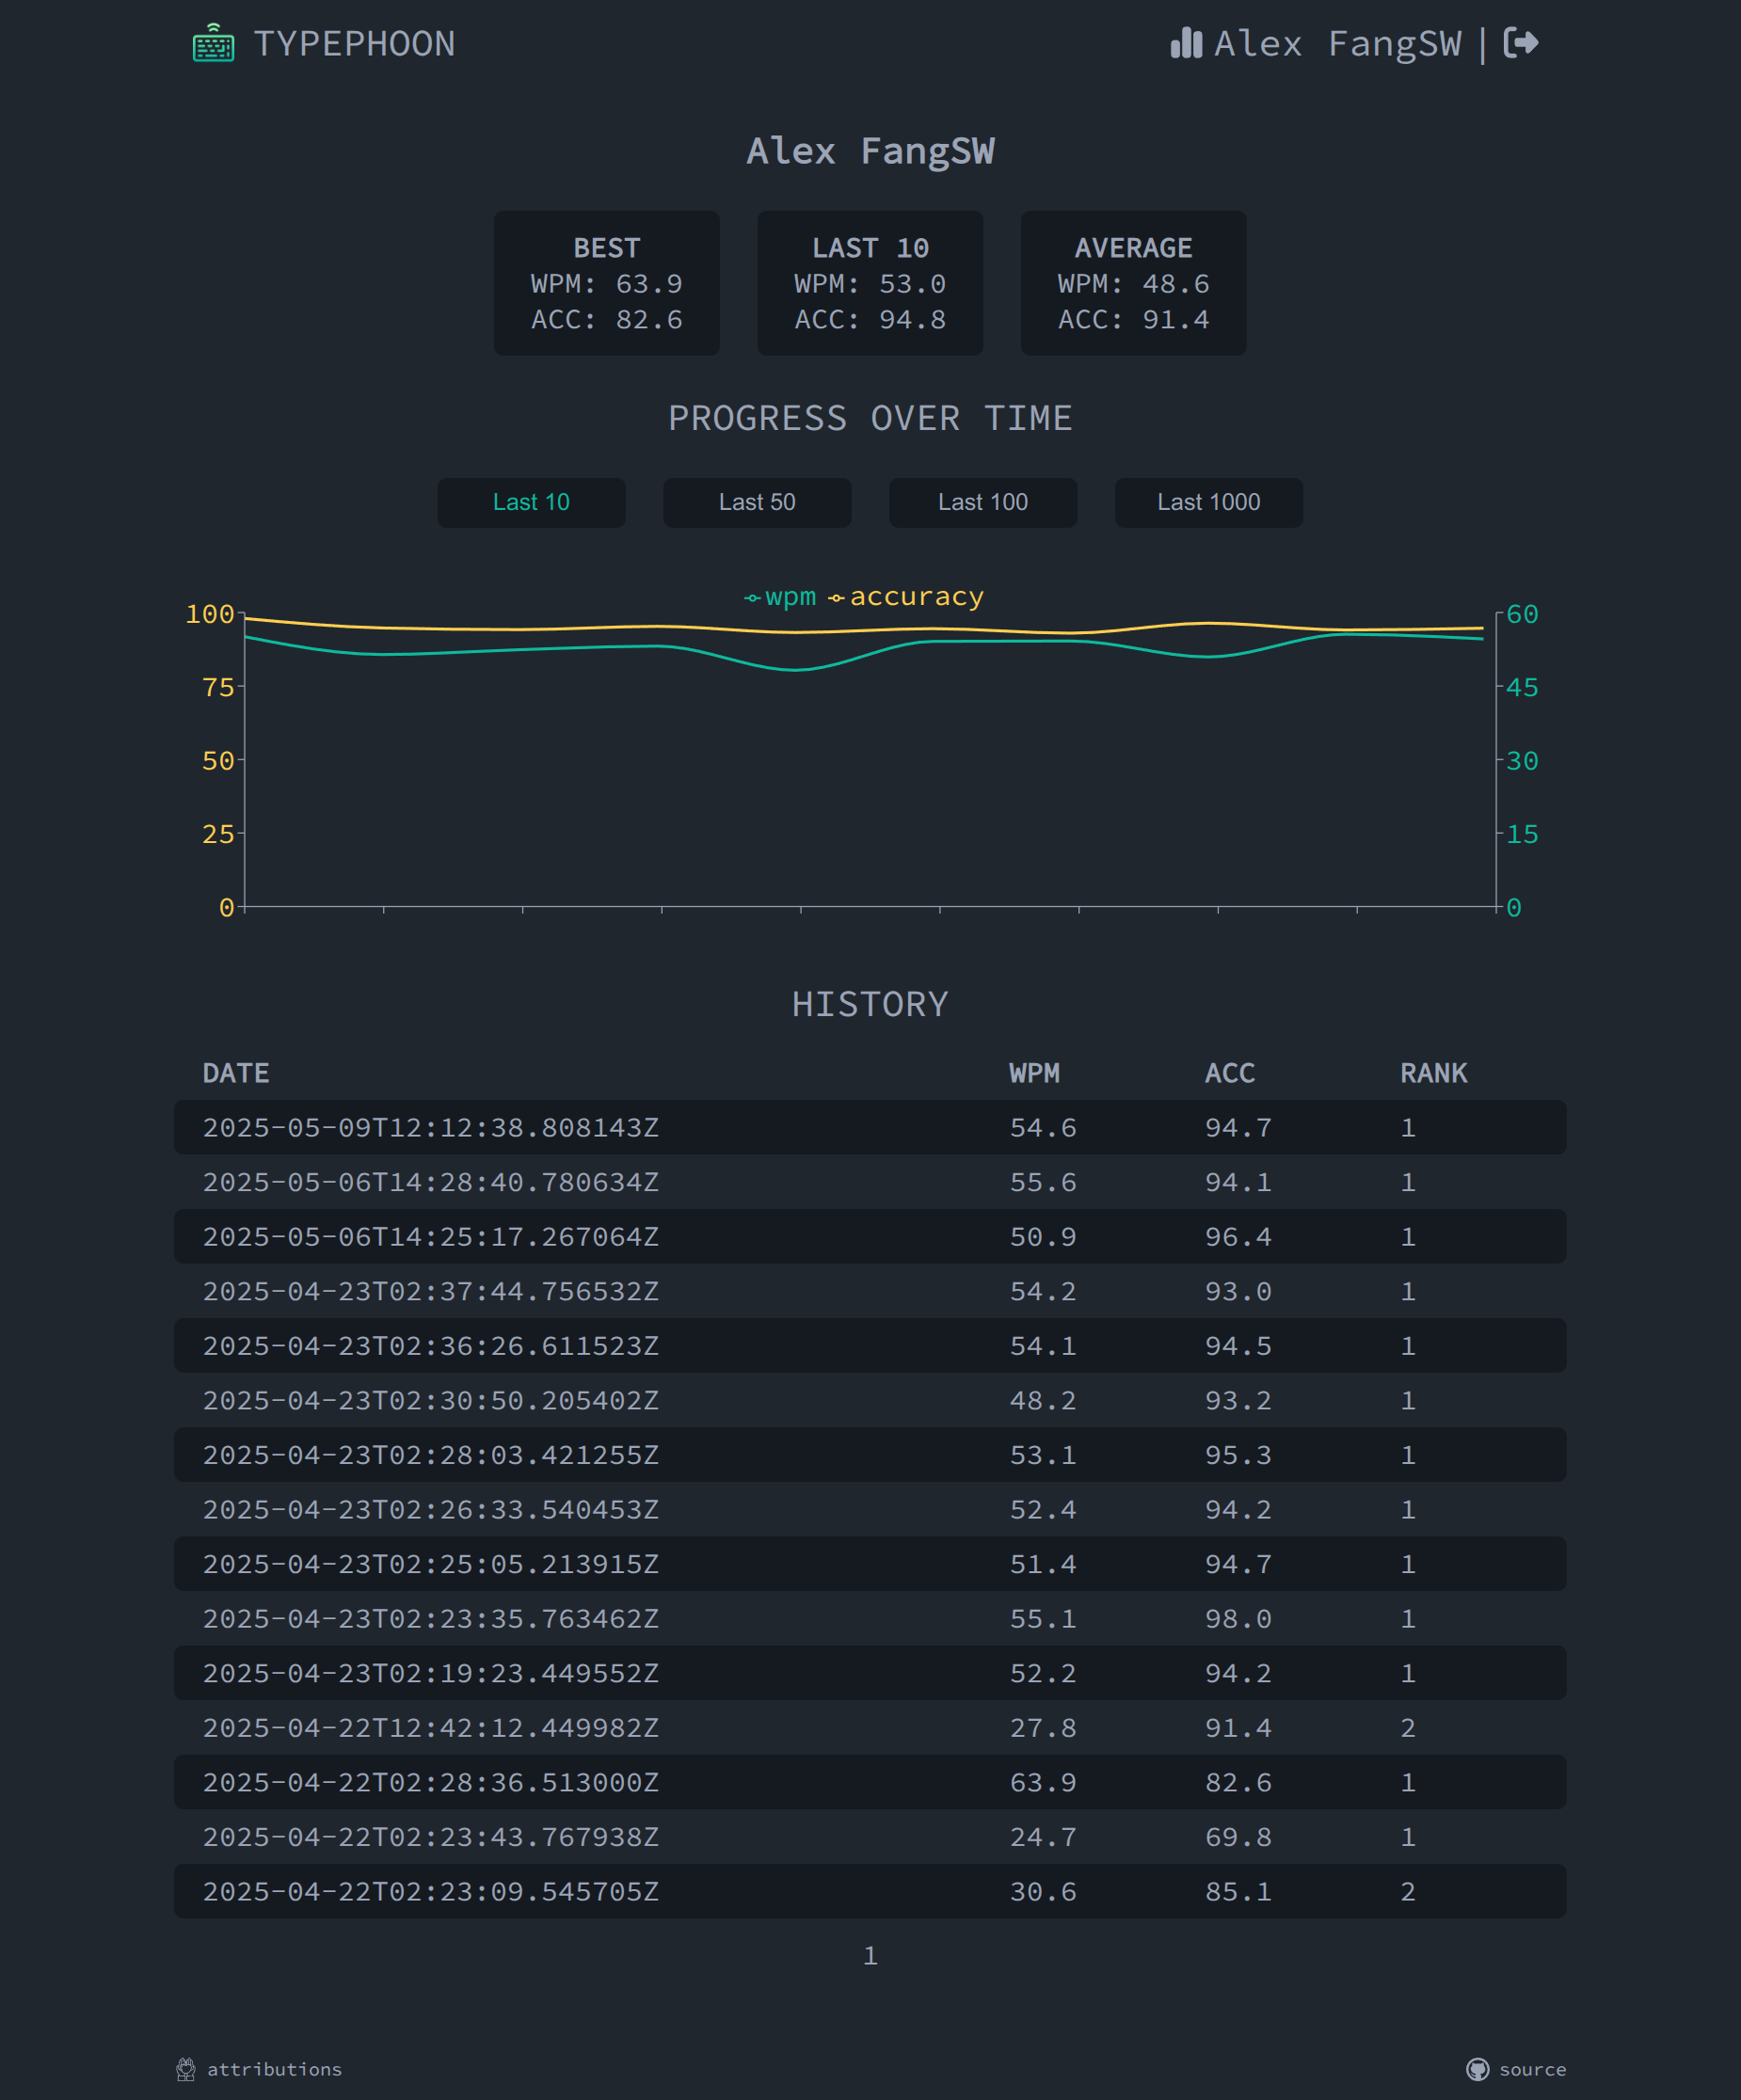 TYPEPHOON
Alex FangSW |
Alex FangSW
BEST
WPM: 63.9
ACC: 82.6
LAST 10
WPM: 53.0
ACC: 94.8
AVERAGE
WPM: 48.6
ACC: 91.4
PROGRESS OVER TIME
Last 10
Last 50
Last 100
Last 1000
wpm accuracy
100
75
50
25
0
60
45
30
15
0
HISTORY
DATE WPM ACC RANK
2025-05-09T12:12:38.808143Z 54.6 94.7 1
2025-05-06T14:28:40.780634Z 55.6 94.1 1
2025-05-06T14:25:17.267064Z 50.9 96.4 1
2025-04-23T02:37:44.756532Z 54.2 93.0 1
2025-04-23T02:36:26.611523Z 54.1 94.5 1
2025-04-23T02:30:50.205402Z 48.2 93.2 1
2025-04-23T02:28:03.421255Z 53.1 95.3 1
2025-04-23T02:26:33.540453Z 52.4 94.2 1
2025-04-23T02:25:05.213915Z 51.4 94.7 1
2025-04-23T02:23:35.763462Z 55.1 98.0 1
2025-04-23T02:19:23.449552Z 52.2 94.2 1
2025-04-22T12:42:12.449982Z 27.8 91.4 2
2025-04-22T02:28:36.513000Z 63.9 82.6 1
2025-04-22T02:23:43.767938Z 24.7 69.8 1
2025-04-22T02:23:09.545705Z 30.6 85.1 2
1
attributions
source